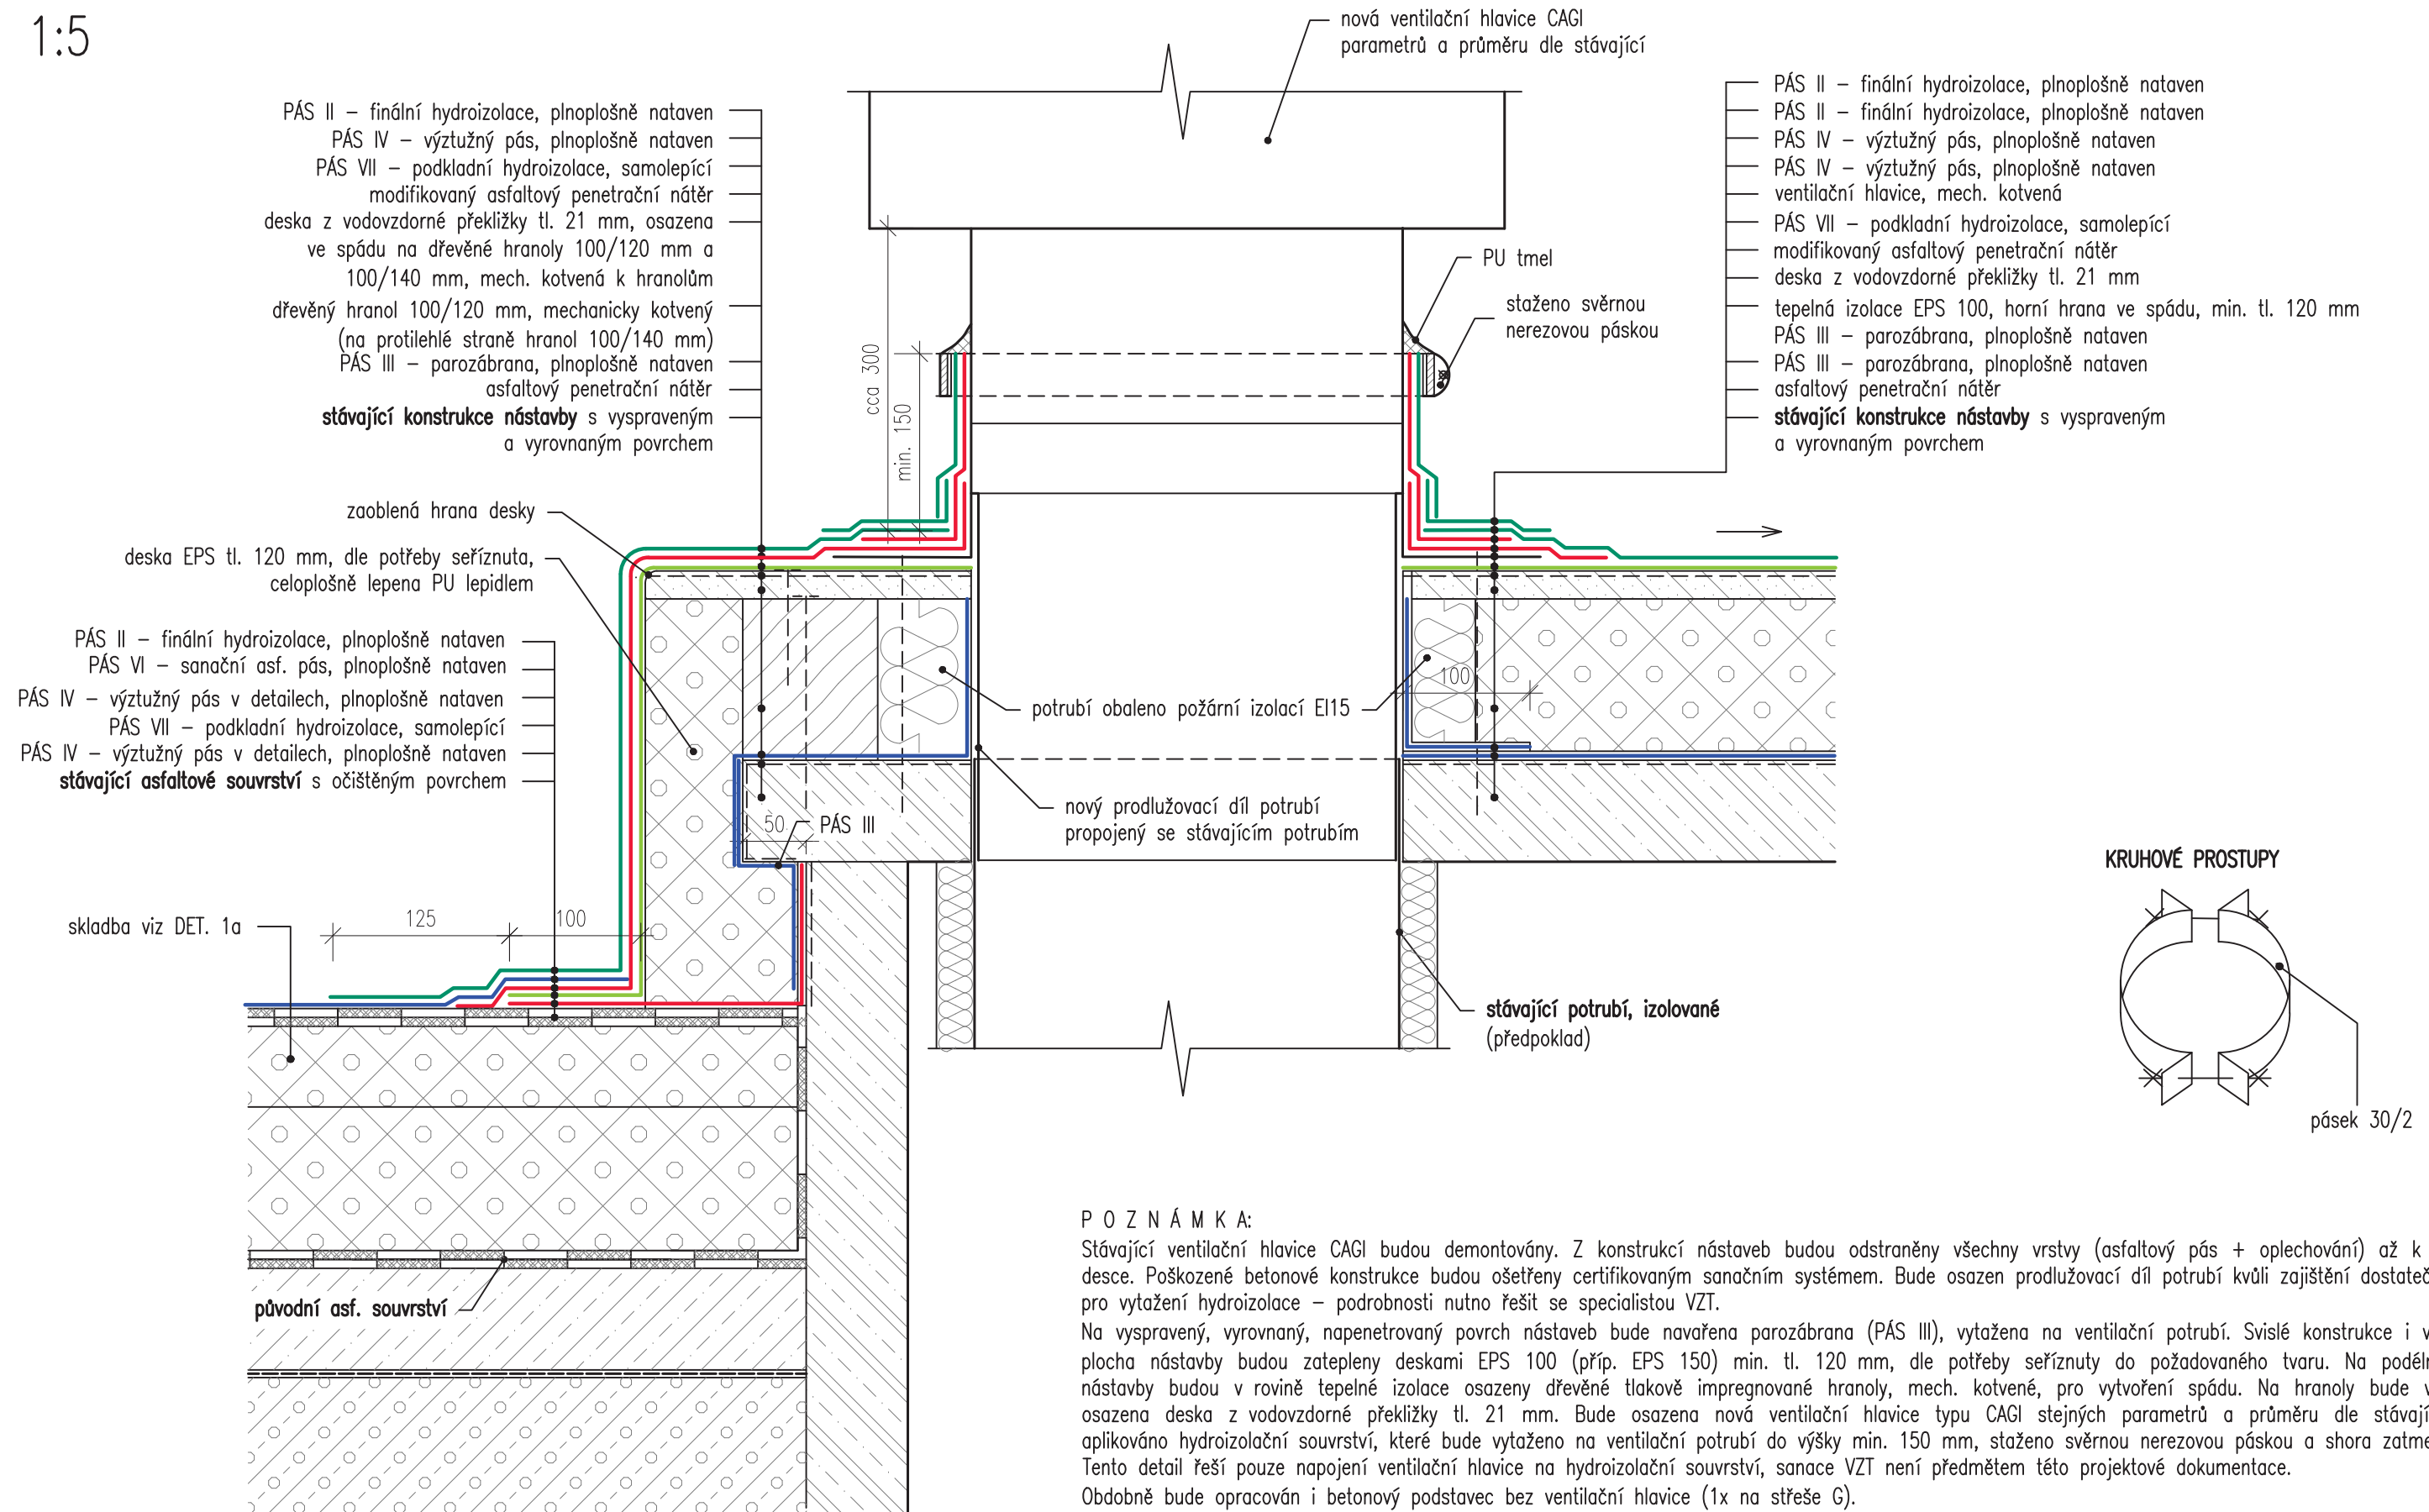 1:5
nová ventilační hlavice CAGI
parametrů a průměru dle stávající
PÁS II – finální hydroizolace, plnoplošně nataven
PÁS IV – výztužný pás, plnoplošně nataven
PÁS VII – podkladní hydroizolace, samolepící
modifikovaný asfaltový penetrační nátěr
deska z vodovzdorné překližky tl. 21 mm, osazena
ve spádu na dřevěné hranoly 100/120 mm a
100/140 mm, mech. kotvená k hranolům
dřevěný hranol 100/120 mm, mechanicky kotvený
(na protilehlé straně hranol 100/140 mm)
PÁS III – parozábrana, plnoplošně nataven
asfaltový penetrační nátěr
stávající konstrukce nástavby s vyspraveným
a vyrovnaným povrchem
PÁS II – finální hydroizolace, plnoplošně nataven
PÁS II – finální hydroizolace, plnoplošně nataven
PÁS IV – výztužný pás, plnoplošně nataven
PÁS IV – výztužný pás, plnoplošně nataven
ventilační hlavice, mech. kotvená
PÁS VII – podkladní hydroizolace, samolepící
modifikovaný asfaltový penetrační nátěr
deska z vodovzdorné překližky tl. 21 mm
tepelná izolace EPS 100, horní hrana ve spádu, min. tl. 120 mm
PÁS III – parozábrana, plnoplošně nataven
PÁS III – parozábrana, plnoplošně nataven
asfaltový penetrační nátěr
stávající konstrukce nástavby s vyspraveným
a vyrovnaným povrchem
PU tmel
staženo svěrnou
nerezovou páskou
cca 300
min. 150
zaoblená hrana desky
deska EPS tl. 120 mm, dle potřeby seříznuta,
celoplošně lepena PU lepidlem
PÁS II – finální hydroizolace, plnoplošně nataven
PÁS VI – sanační asf. pás, plnoplošně nataven
PÁS IV – výztužný pás v detailech, plnoplošně nataven
PÁS VII – podkladní hydroizolace, samolepící
PÁS IV – výztužný pás v detailech, plnoplošně nataven
stávající asfaltové souvrství s očištěným povrchem
100
potrubí obaleno požární izolací EI15
nový prodlužovací díl potrubí
propojený se stávajícím potrubím
50
PÁS III
125
100
skladba viz DET. 1a
stávající potrubí, izolované
(předpoklad)
KRUHOVÉ PROSTUPY
pásek 30/2
původní asf. souvrství
P O Z N Á M K A:
Stávající ventilační hlavice CAGI budou demontovány. Z konstrukcí nástaveb budou odstraněny všechny vrstvy (asfaltový pás + oplechování) až k
desce. Poškozené betonové konstrukce budou ošetřeny certifikovaným sanačním systémem. Bude osazen prodlužovací díl potrubí kvůli zajištění dostateč
pro vytažení hydroizolace – podrobnosti nutno řešit se specialistou VZT.
Na vyspravený, vyrovnaný, napenetrovaný povrch nástaveb bude navařena parozábrana (PÁS III), vytažena na ventilační potrubí. Svislé konstrukce i v
plocha nástavby budou zatepleny deskami EPS 100 (příp. EPS 150) min. tl. 120 mm, dle potřeby seříznuty do požadovaného tvaru. Na podéln
nástavby budou v rovině tepelné izolace osazeny dřevěné tlakově impregnované hranoly, mech. kotvené, pro vytvoření spádu. Na hranoly bude v
osazena deska z vodovzdorné překližky tl. 21 mm. Bude osazena nová ventilační hlavice typu CAGI stejných parametrů a průměru dle stávají
aplikováno hydroizolační souvrství, které bude vytaženo na ventilační potrubí do výšky min. 150 mm, staženo svěrnou nerezovou páskou a shora zatme
Tento detail řeší pouze napojení ventilační hlavice na hydroizolační souvrství, sanace VZT není předmětem této projektové dokumentace.
Obdobně bude opracován i betonový podstavec bez ventilační hlavice (1x na střeše G).